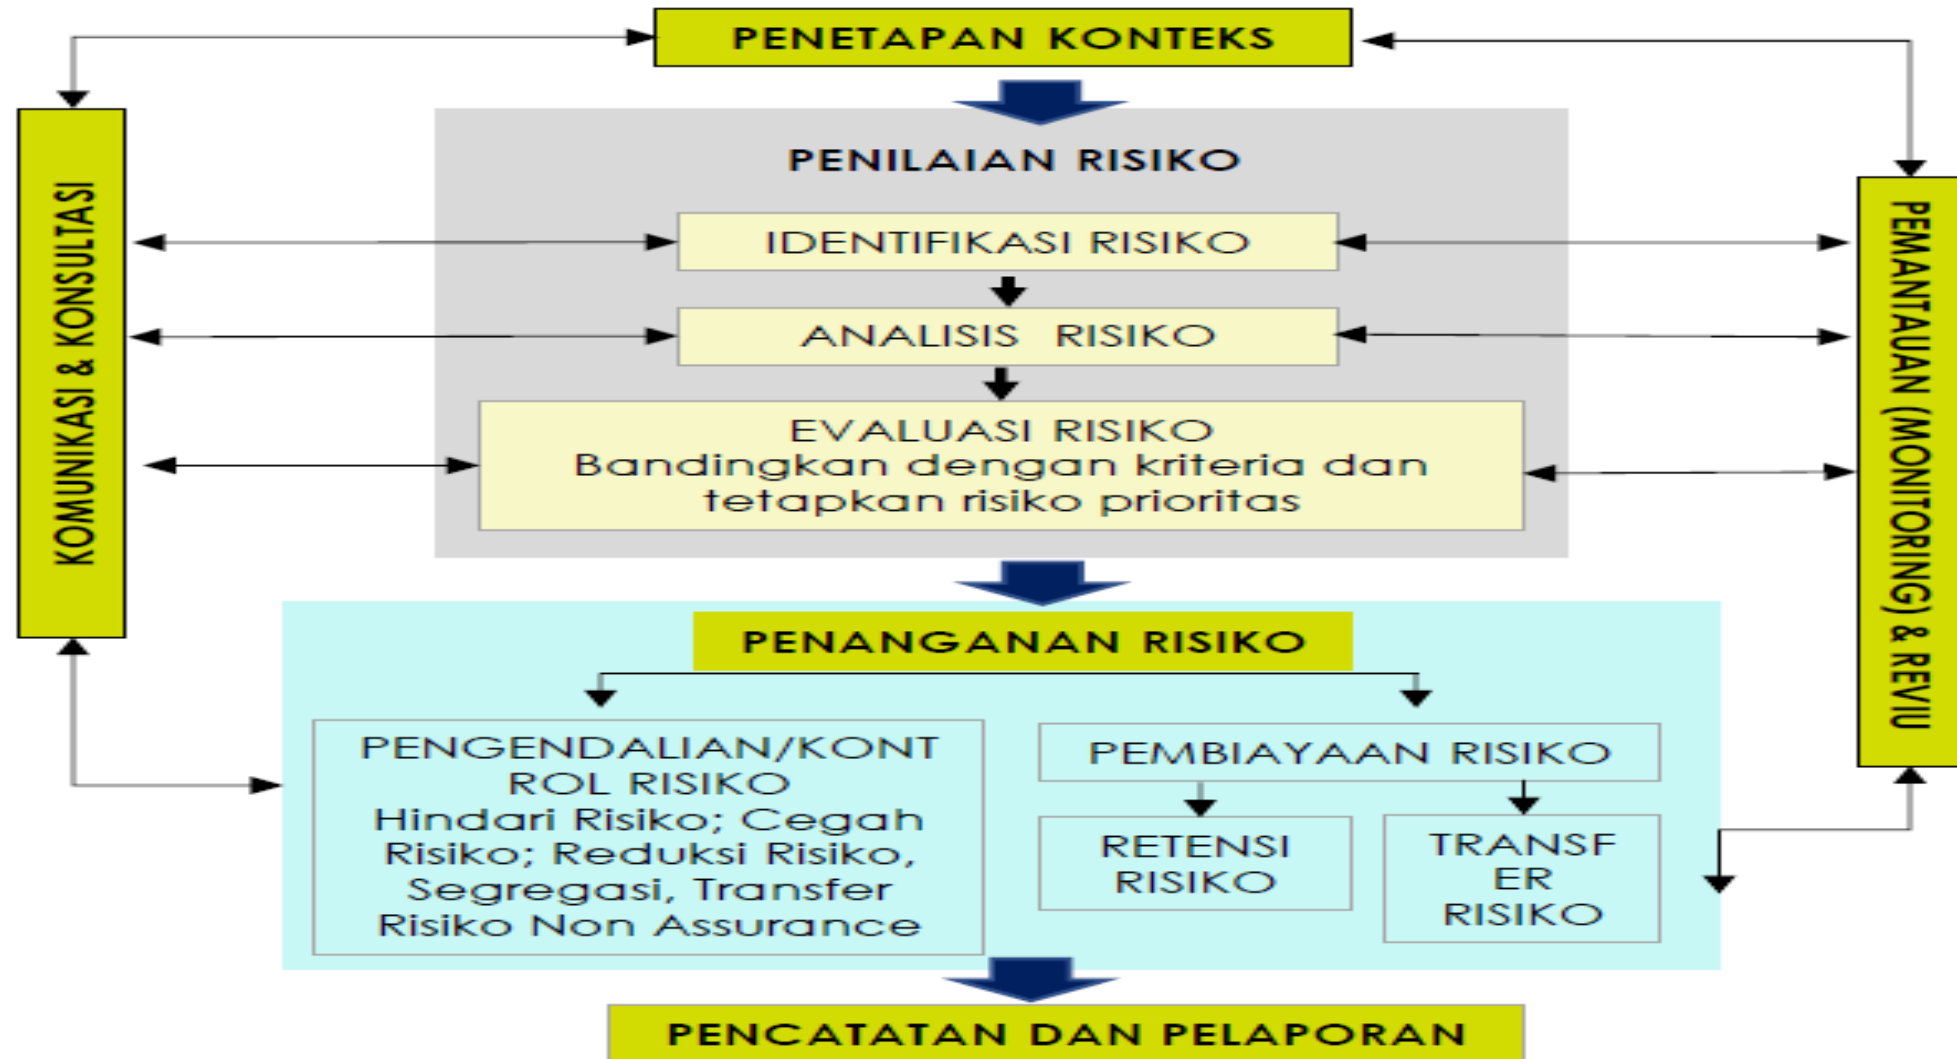 PENETAPAN KONTEKS
KOMUNIKASI & KONSULTASI
PENILAIAN RISIKO
IDENTIFIKASI RISIKO
ANALISIS RISIKO
EVALUASI RISIKO
Bandingkan dengan kriteria dan
tetapkan risiko prioritas
PEMANTAUAN (MONITORING) & REVIU
PENANGANAN RISIKO
PENGENDALIAN/KONT
ROL RISIKO
Hindari Risiko; Cegah
Risiko; Reduksi Risiko,
Segregasi, Transfer
Risiko Non Assurance
PEMBIAYAAN RISIKO
RETENSI
RISIKO
TRANSF
ER
RISIKO
PENCATATAN DAN PELAPORAN